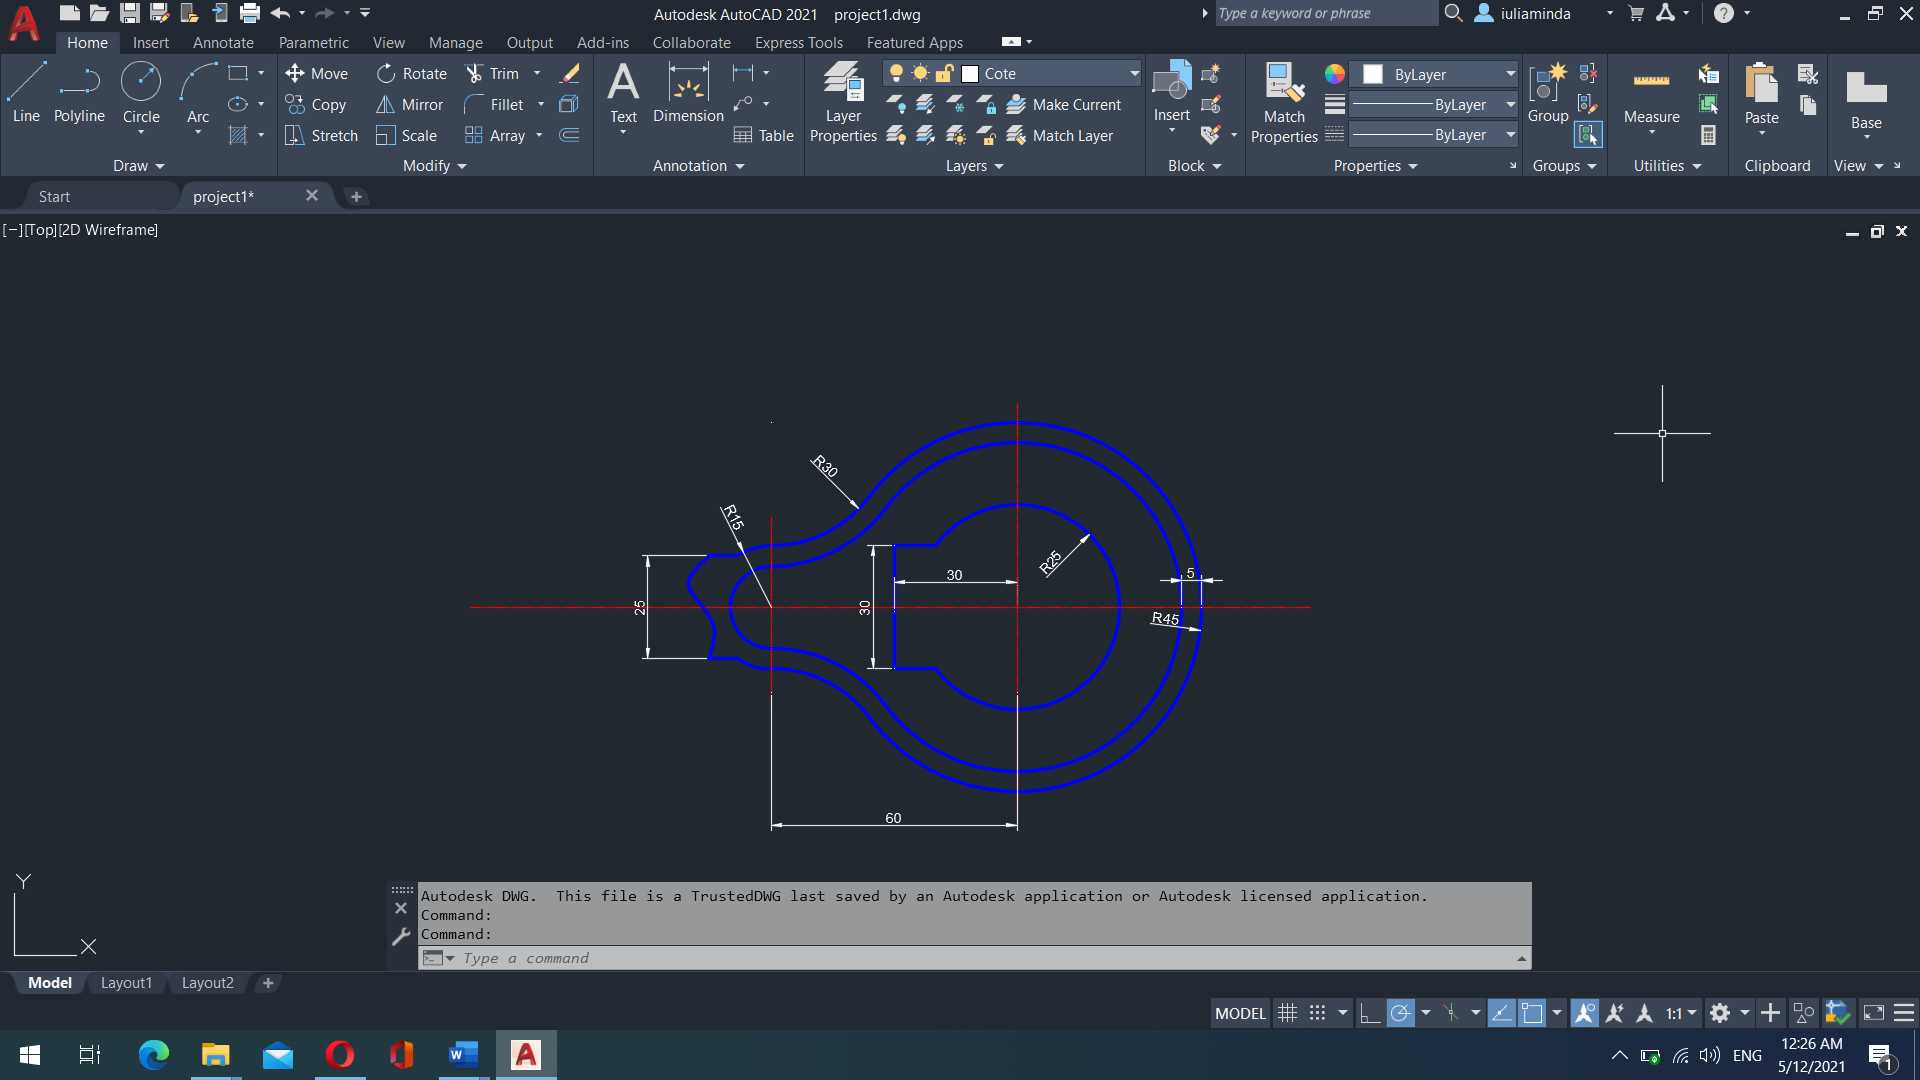 Autodesk AutoCAD 2021 project1.dwg
Type a keyword or phrase
iuliaminda
Home Insert Annotate Parametric View Manage Output Add-ins Collaborate Express Tools Featured Apps
Line Polyline Circle Arc
Draw
Move Rotate Trim
Copy Mirror Fillet
Stretch Scale Array
Modify
Text Dimension Table
Annotation
Layer Properties
Cote
Make Current
Match Layer
Layers
Insert
Block
Match Properties
ByLayer
ByLayer
ByLayer
Properties
Group
Groups
Measure
Utilities
Paste
Clipboard
Base
View
Start project1*
[−][Top][2D Wireframe]
R30
R15
R25
30
5
25
30
R45
60
Y
X
Autodesk DWG. This file is a TrustedDWG last saved by an Autodesk application or Autodesk licensed application.
Command:
Command:
Type a command
Model Layout1 Layout2
MODEL 1:1
ENG 12:26 AM
5/12/2021
1